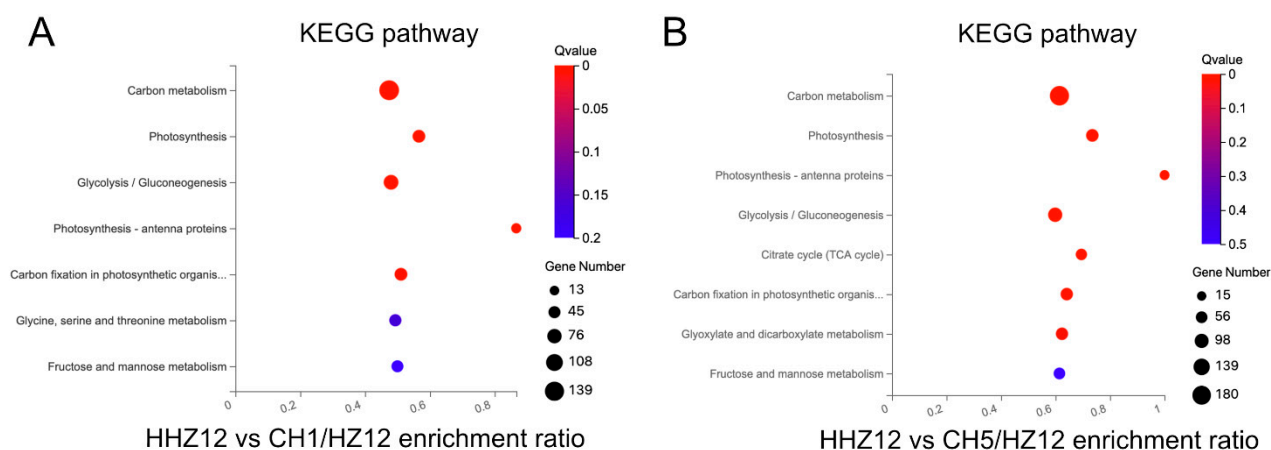 A
KEGG pathway
Carbon metabolism
Photosynthesis
Glycolysis / Gluconeogenesis
Photosynthesis - antenna proteins
Carbon fixation in photosynthetic organis...
Glycine, serine and threonine metabolism
Fructose and mannose metabolism
0
0.2
0.4
0.6
0.8
HHZ12 vs CH1/HZ12 enrichment ratio
Qvalue
0
0.05
0.1
0.15
0.2
Gene Number
13
45
76
108
139
B
KEGG pathway
Carbon metabolism
Photosynthesis
Photosynthesis - antenna proteins
Glycolysis / Gluconeogenesis
Citrate cycle (TCA cycle)
Carbon fixation in photosynthetic organis...
Glyoxylate and dicarboxylate metabolism
Fructose and mannose metabolism
0
0.2
0.4
0.6
0.8
1
HHZ12 vs CH5/HZ12 enrichment ratio
Qvalue
0
0.1
0.2
0.3
0.4
0.5
Gene Number
15
56
98
139
180